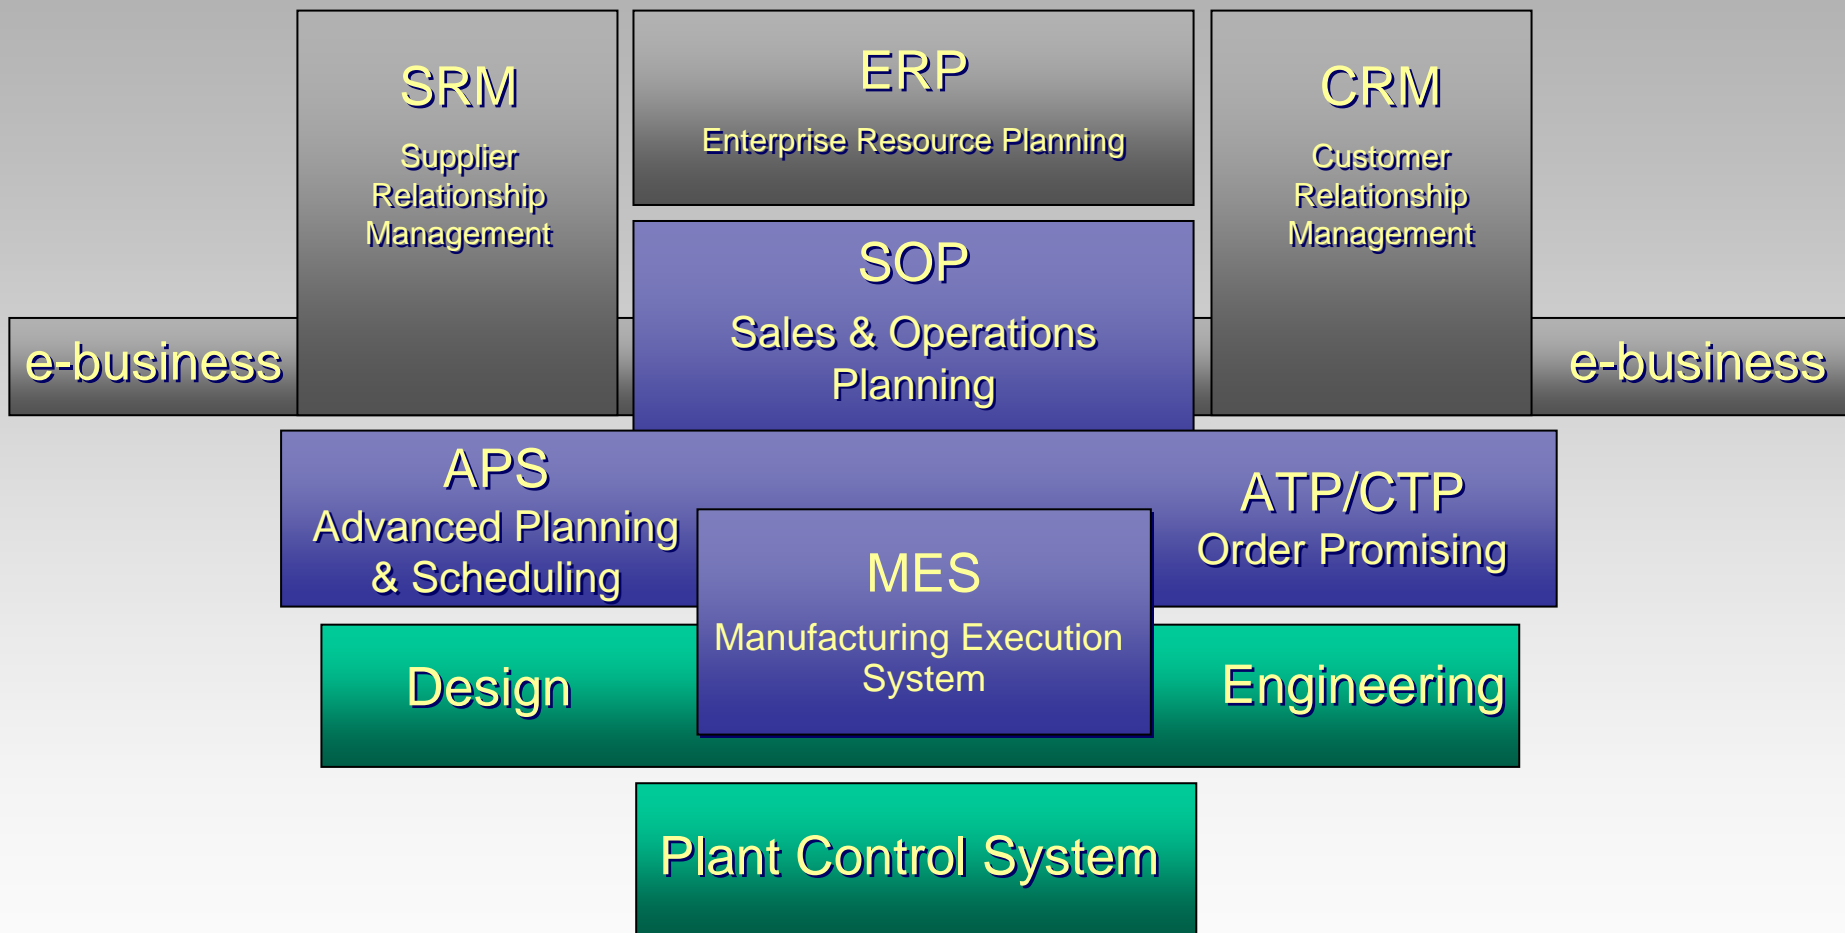 SRM
Supplier
Relationship
Management
ERP
Enterprise Resource Planning
CRM
Customer
Relationship
Management
SOP
Sales & Operations
Planning
e-business
e-business
APS
Advanced Planning
& Scheduling
ATP/CTP
Order Promising
MES
Manufacturing Execution
System
Design
Engineering
Plant Control System